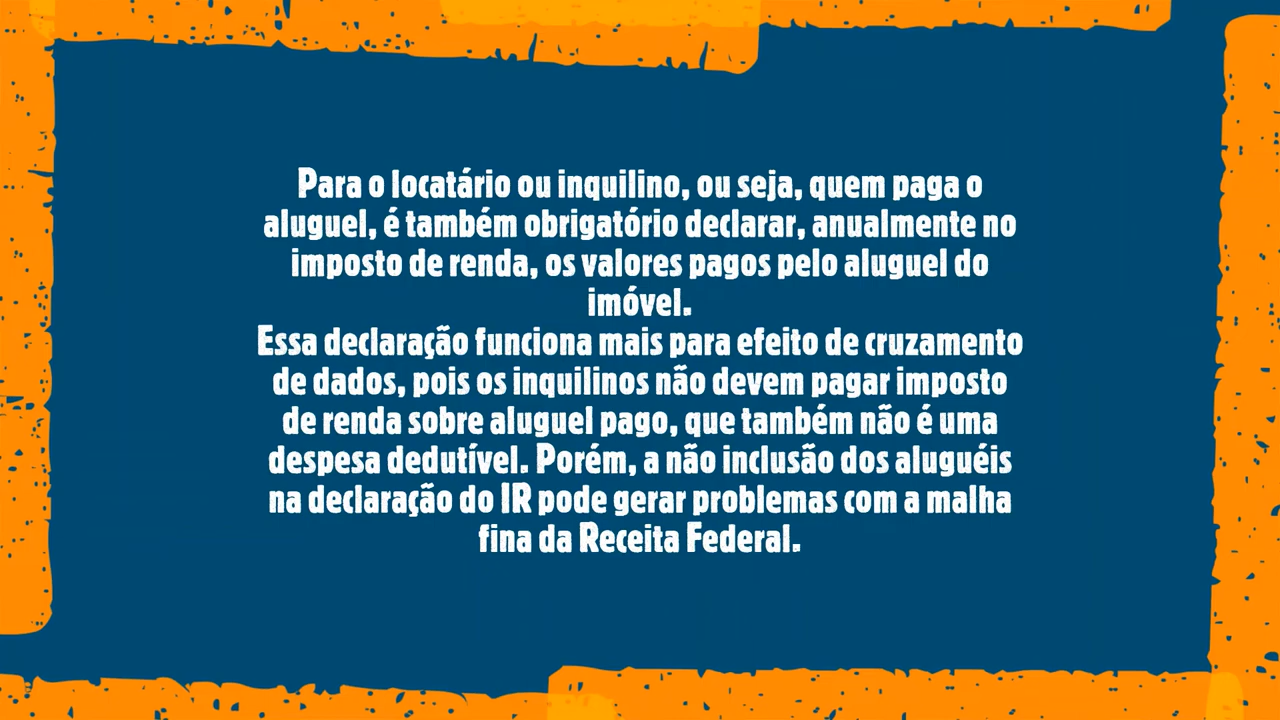 Para o locatário ou inquilino, ou seja, quem paga o
aluguel, é também obrigatório declarar, anualmente no
imposto de renda, os valores pagos pelo aluguel do
imóvel.
Essa declaração funciona mais para efeito de cruzamento
de dados, pois os inquilinos não devem pagar imposto
de renda sobre aluguel pago, que também não é uma
despesa dedutível. Porém, a não inclusão dos aluguéis
na declaração do IR pode gerar problemas com a malha
fina da Receita Federal.